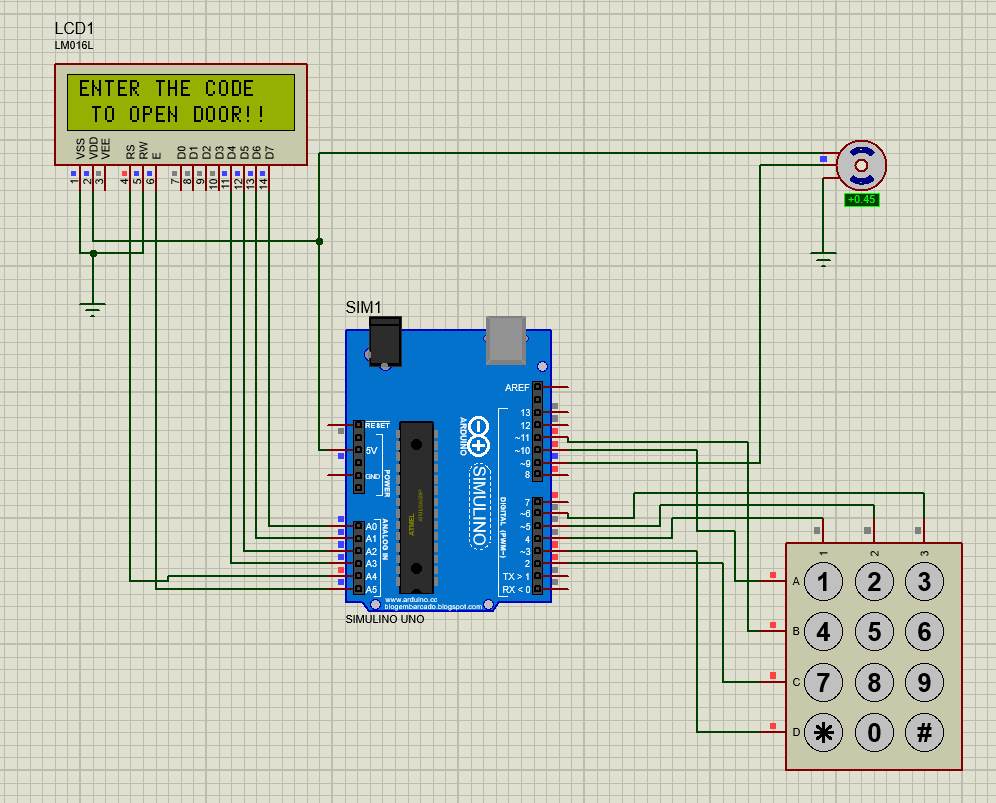 LCD1
LM016L
ENTER THE CODE
TO OPEN DOOR!!
VSS
VDD
VEE
RS
RW
E
D0
D1
D2
D3
D4
D5
D6
D7
1
2
3
4
5
6
7
8
9
10
11
12
13
14
+0.45
SIM1
AREF
RESET
5V
GND
POWER
A0
A1
A2
A3
A4
A5
ANALOG IN
ATMEL
ARDUINO
SIMULINO
DIGITAL (PWM~)
13
12
~11
~10
~9
8
7
~6
~5
4
~3
2
TX > 1
RX < 0
www.arduino.cc
blogembarcado.blogspot.com
SIMULINO UNO
1
2
3
A
1
2
3
B
4
5
6
C
7
8
9
D
*
0
#